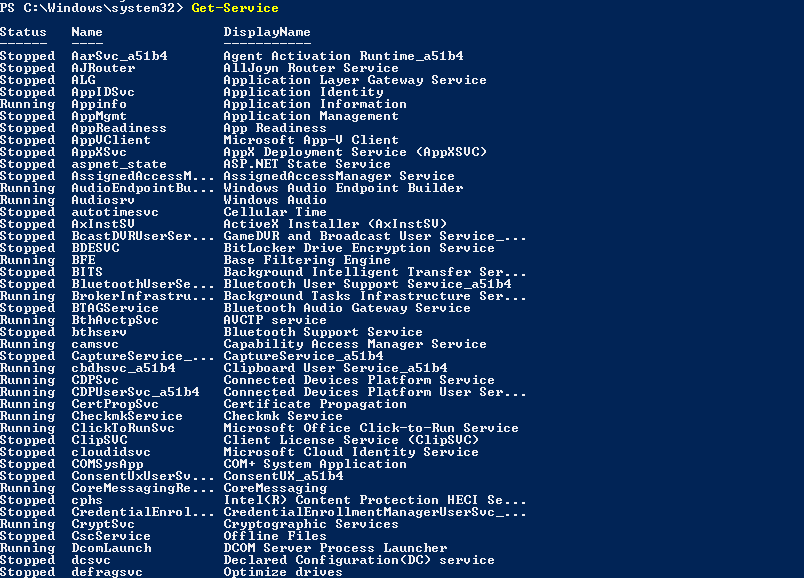 PS C:\Windows\system32> Get-Service
Status Name DisplayName
------ ---- -----------
Stopped AarSvc_a51b4 Agent Activation Runtime_a51b4
Stopped AJRouter AllJoyn Router Service
Stopped ALG Application Layer Gateway Service
Stopped AppIDSvc Application Identity
Running Appinfo Application Information
Stopped AppMgmt Application Management
Stopped AppReadiness App Readiness
Stopped AppVClient Microsoft App-V Client
Stopped AppXSvc AppX Deployment Service (AppXSVC)
Stopped aspnet_state ASP.NET State Service
Stopped AssignedAccessM... AssignedAccessManager Service
Running AudioEndpointBu... Windows Audio Endpoint Builder
Running Audiosrv Windows Audio
Stopped autotimesvc Cellular Time
Stopped AxInstSV ActiveX Installer (AxInstSV)
Stopped BcastDVRUserSer... GameDVR and Broadcast User Service_...
Stopped BDESVC BitLocker Drive Encryption Service
Running BFE Base Filtering Engine
Stopped BITS Background Intelligent Transfer Ser...
Stopped BluetoothUserSe... Bluetooth User Support Service_a51b4
Running BrokerInfrastru... Background Tasks Infrastructure Ser...
Stopped BTAGService Bluetooth Audio Gateway Service
Running BthAvctpSvc AVCTP service
Stopped bthserv Bluetooth Support Service
Running camsvc Capability Access Manager Service
Stopped CaptureService_... CaptureService_a51b4
Running cbdhsvc_a51b4 Clipboard User Service_a51b4
Running CDPSvc Connected Devices Platform Service
Running CDPUserSvc_a51b4 Connected Devices Platform User Ser...
Running CertPropSvc Certificate Propagation
Running CheckmkService Checkmk Service
Running ClickToRunSvc Microsoft Office Click-to-Run Service
Stopped ClipSVC Client License Service (ClipSVC)
Stopped cloudidsvc Microsoft Cloud Identity Service
Stopped COMSysApp COM+ System Application
Stopped ConsentUxUserSv... ConsentUX_a51b4
Running CoreMessagingRe... CoreMessaging
Stopped cphs Intel(R) Content Protection HECI Se...
Stopped CredentialEnrol... CredentialEnrollmentManagerUserSvc_...
Running CryptSvc Cryptographic Services
Stopped CscService Offline Files
Running DcomLaunch DCOM Server Process Launcher
Stopped dcsvc Declared Configuration(DC) service
Stopped defragsvc Optimize drives